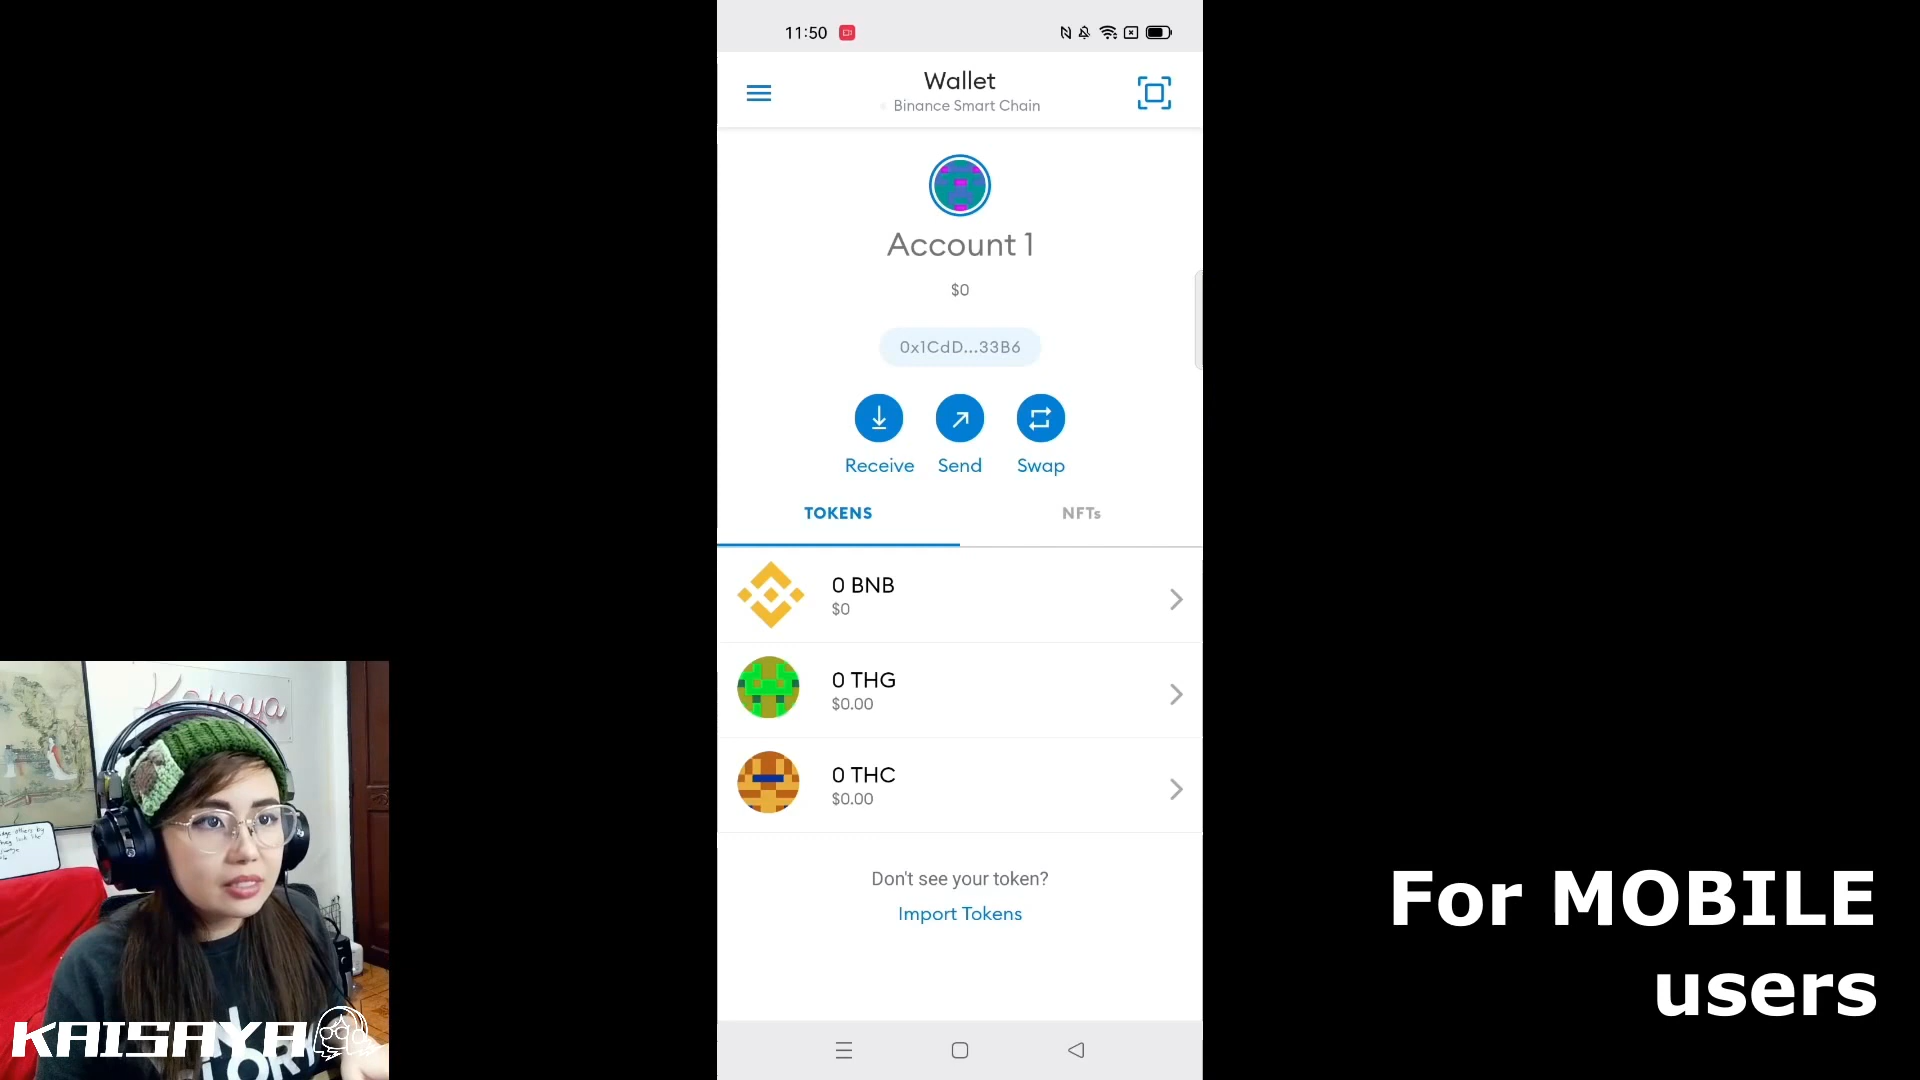 11:50
Wallet
Binance Smart Chain
Account 1
$0
0x1CdD...33B6
Receive
Send
Swap
TOKENS
NFTs
0 BNB
$0
0 THG
$0.00
0 THC
$0.00
Don't see your token?
Import Tokens
Kaisaya
KAISAYA
For MOBILE
users